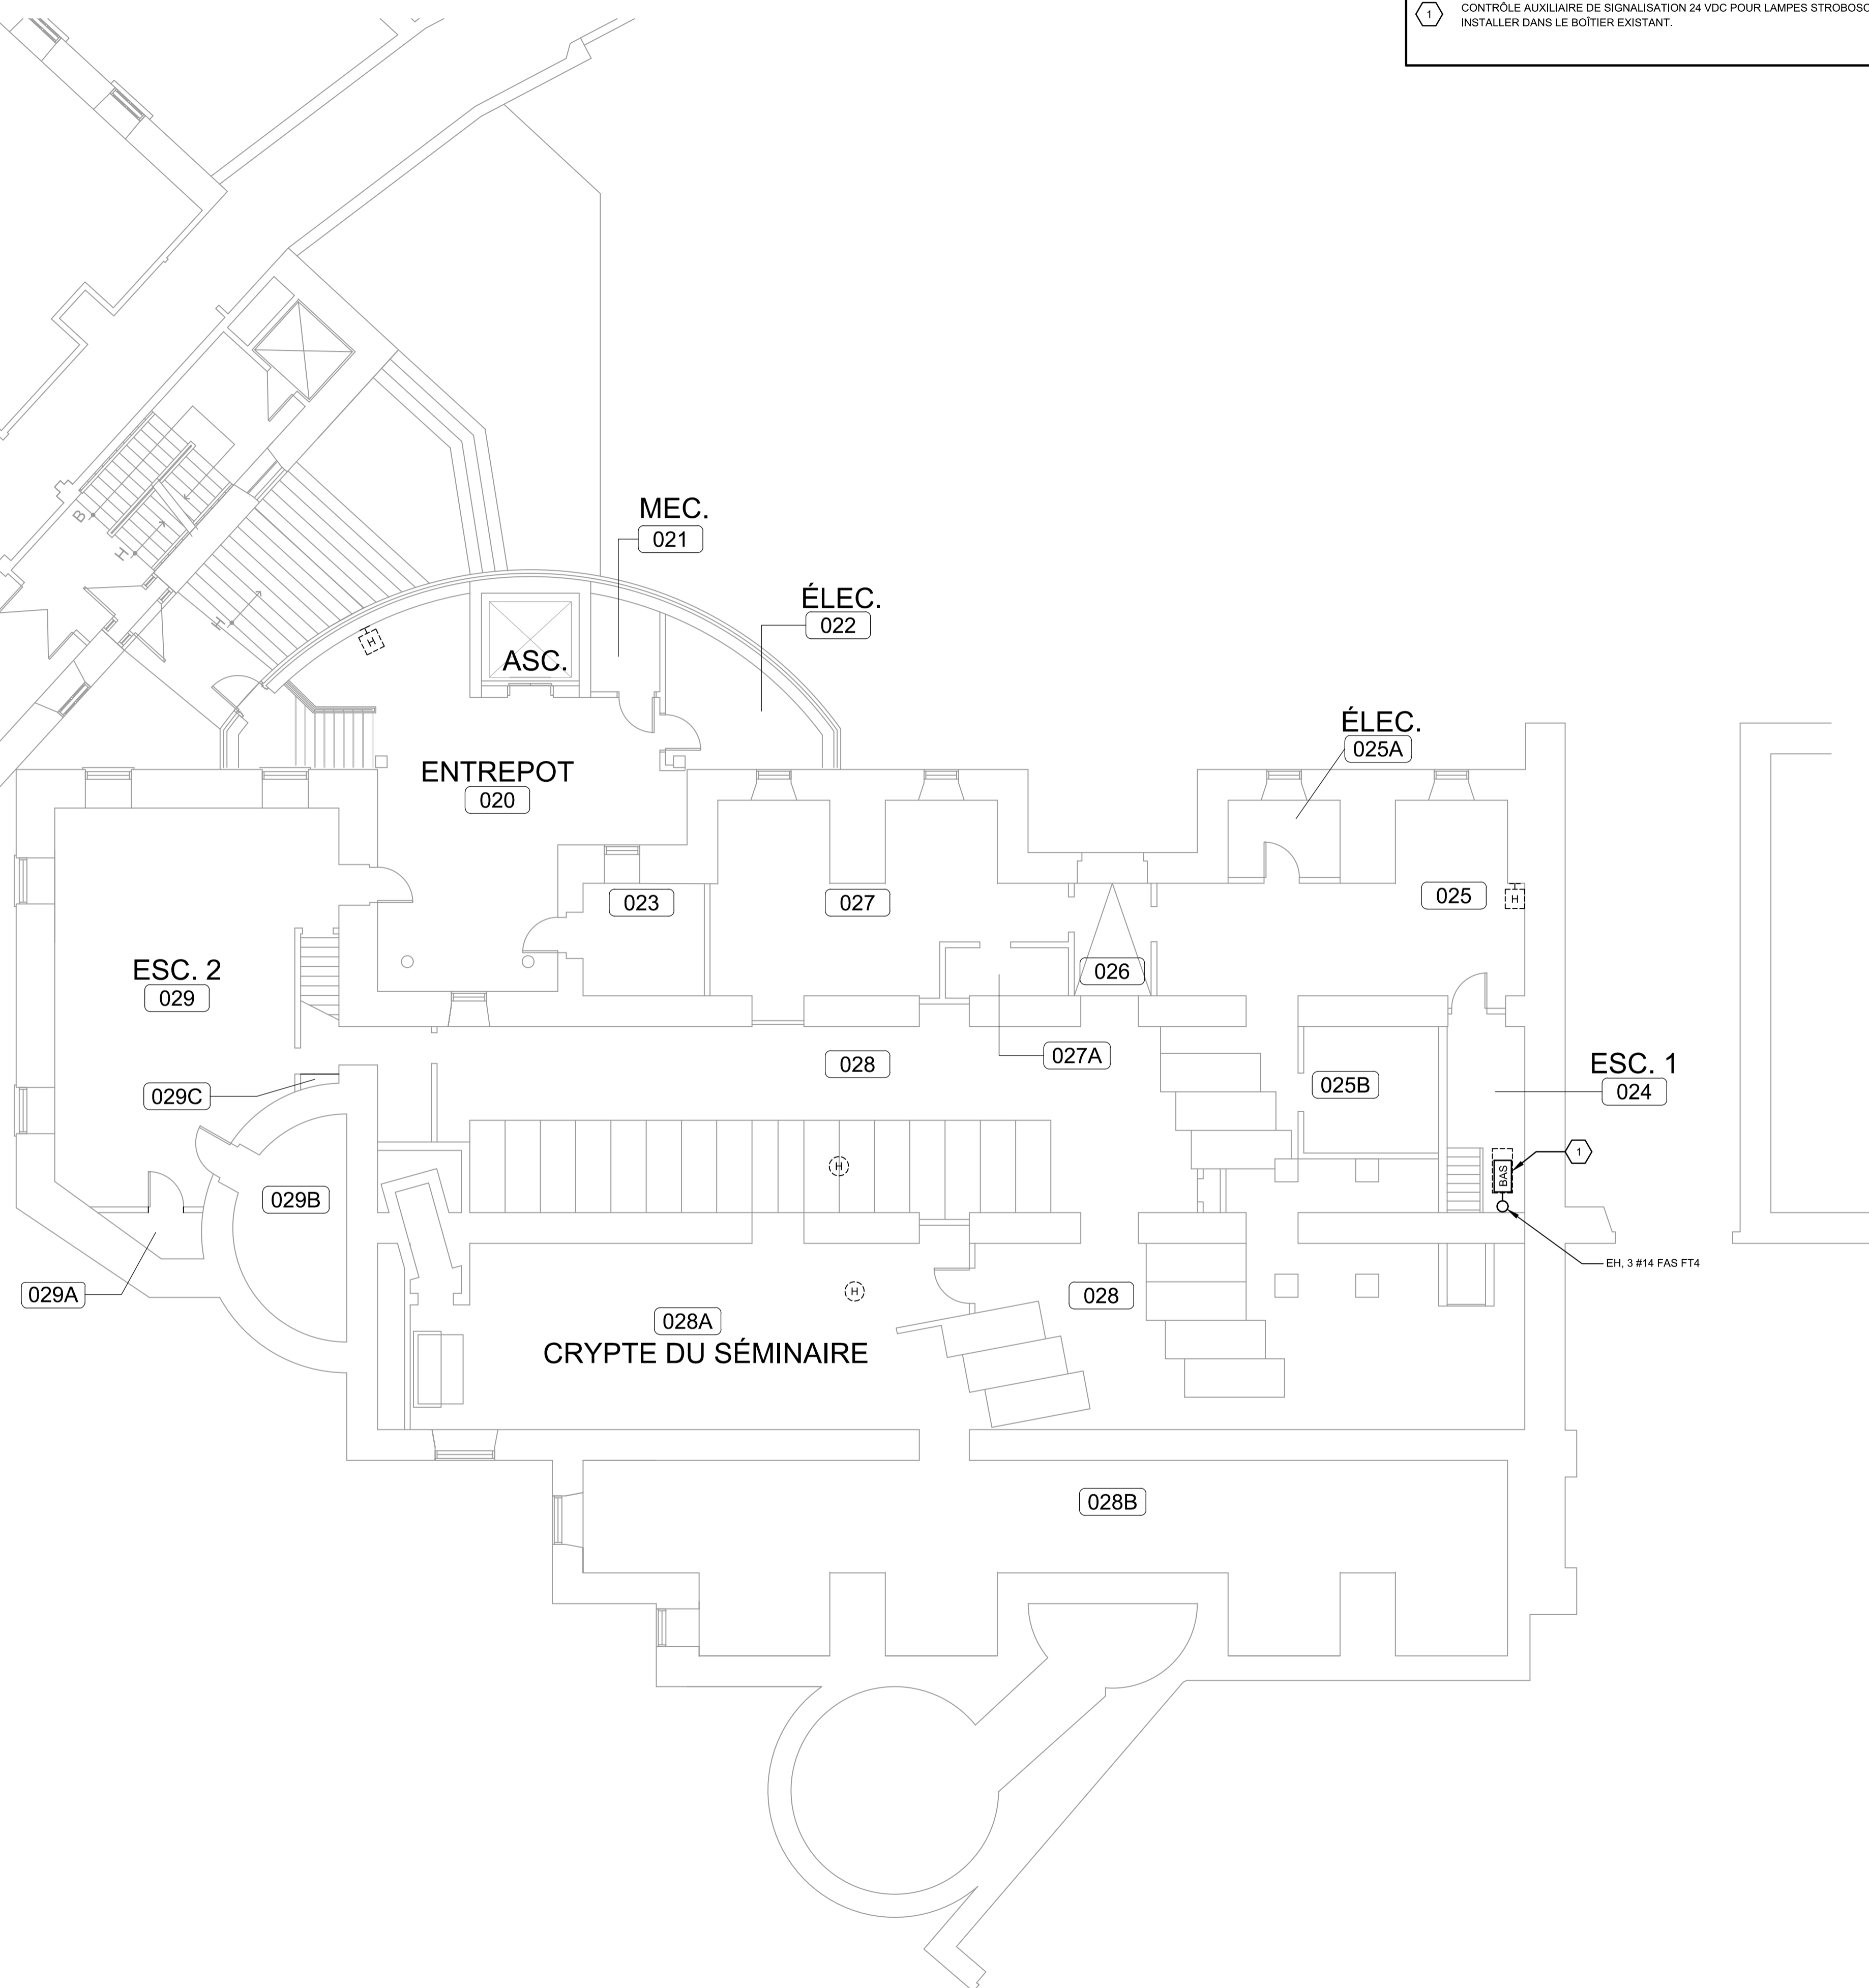 1
CONTRÔLE AUXILIAIRE DE SIGNALISATION 24 VDC POUR LAMPES
INSTALLER DANS LE BOÎTIER EXISTANT.
B
H
H
MEC.
021
ÉLEC.
022
H
ASC.
ÉLEC.
025A
ENTREPOT
020
023
027
025
H
026
ESC. 2
029
028
027A
ESC. 1
024
025B
029C
1
H
BAS
029B
EH, 3 #14 FAS FT4
029A
H
028
028A
CRYPTE DU SÉMINAIRE
028B